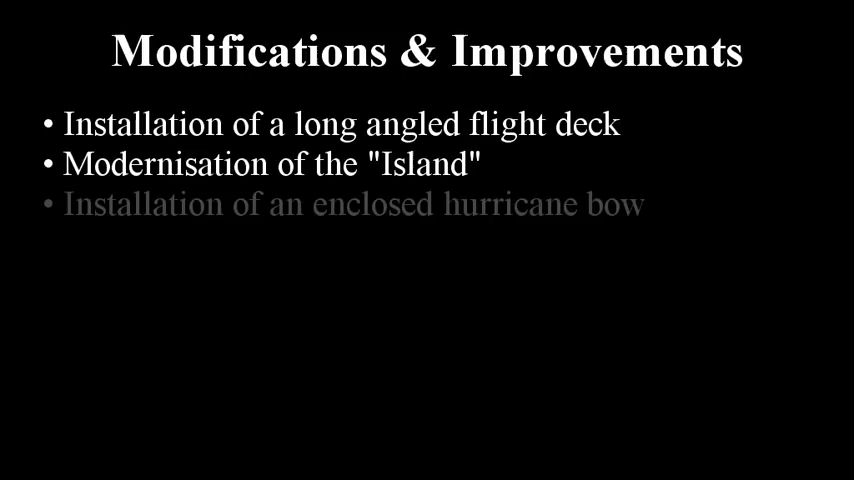 Modifications & Improvements
• Installation of a long angled flight deck
• Modernisation of the "Island"
• Installation of an enclosed hurricane bow